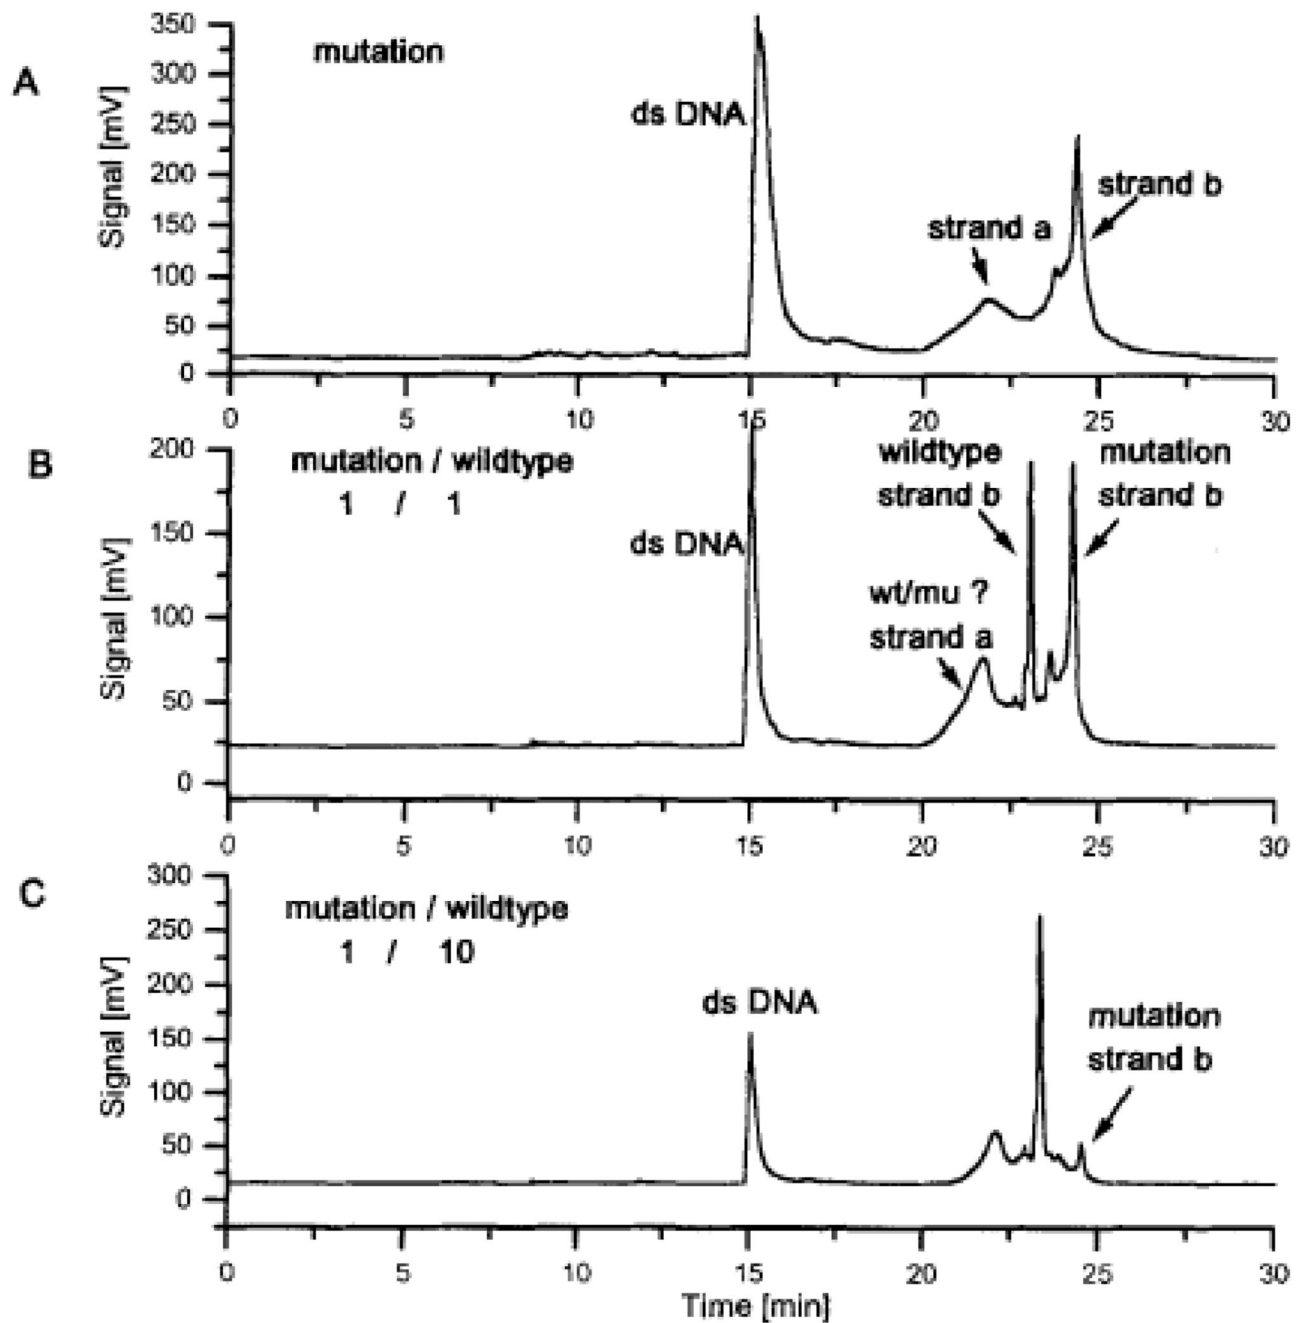 A
mutation
ds DNA
strand a
strand b
Signal [mV]
350
300
250
200
150
100
50
0
0 5 10 15 20 25 30
B
mutation / wildtype
1 / 1
ds DNA
wt/mu ?
strand a
wildtype
strand b
mutation
strand b
Signal [mV]
200
150
100
50
0
0 5 10 15 20 25 30
C
mutation / wildtype
1 / 10
ds DNA
mutation
strand b
Signal [mV]
300
250
200
150
100
50
0
0 5 10 15 20 25 30
Time [min]